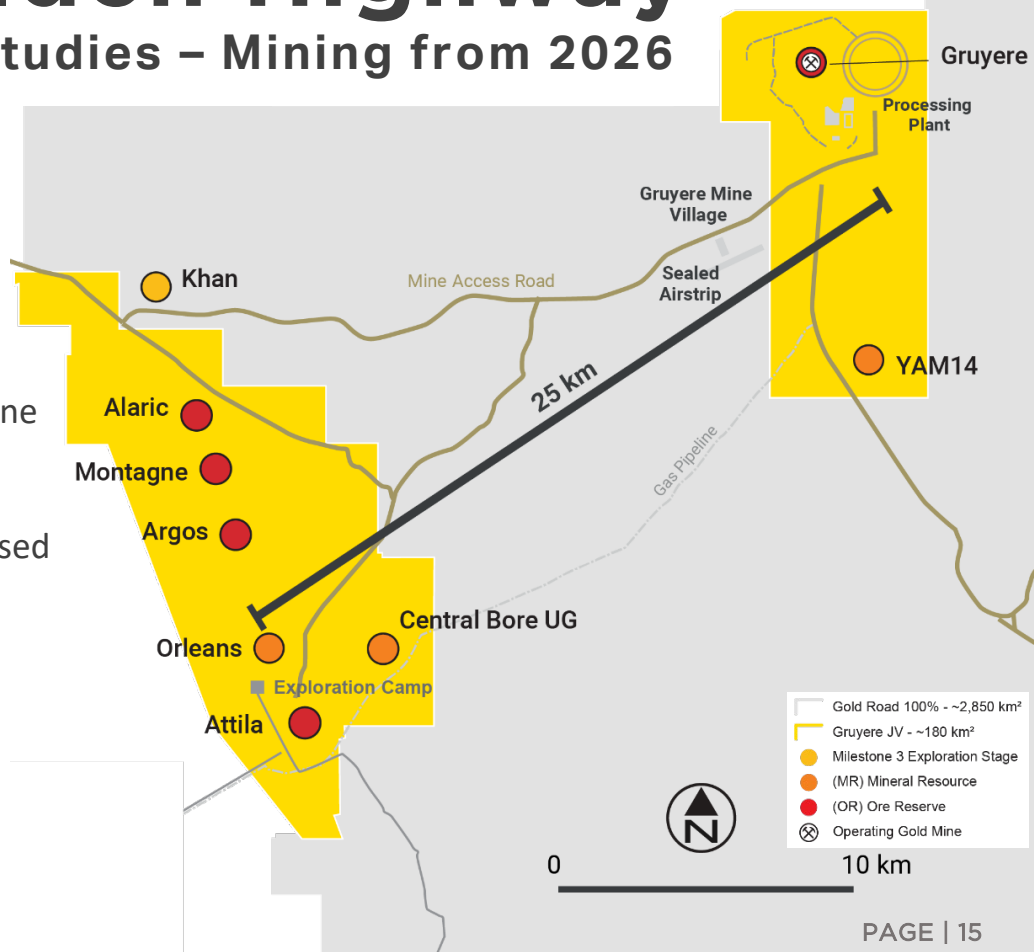 Highway
tudies – Mining from 2026
Gruyere
Processing
Plant
Gruyere Mine
Village
Sealed
Airstrip
Khan
Mine Access Road
25 km
YAM14
ne
Alaric
Montagne
Gas Pipeline
Argos
sed
Central Bore UG
Orleans
Exploration Camp
Attila
Gold Road 100% - ~2,850 km²
Gruyere JV - ~180 km²
Milestone 3 Exploration Stage
(MR) Mineral Resource
(OR) Ore Reserve
Operating Gold Mine
N
0 10 km
PAGE | 15